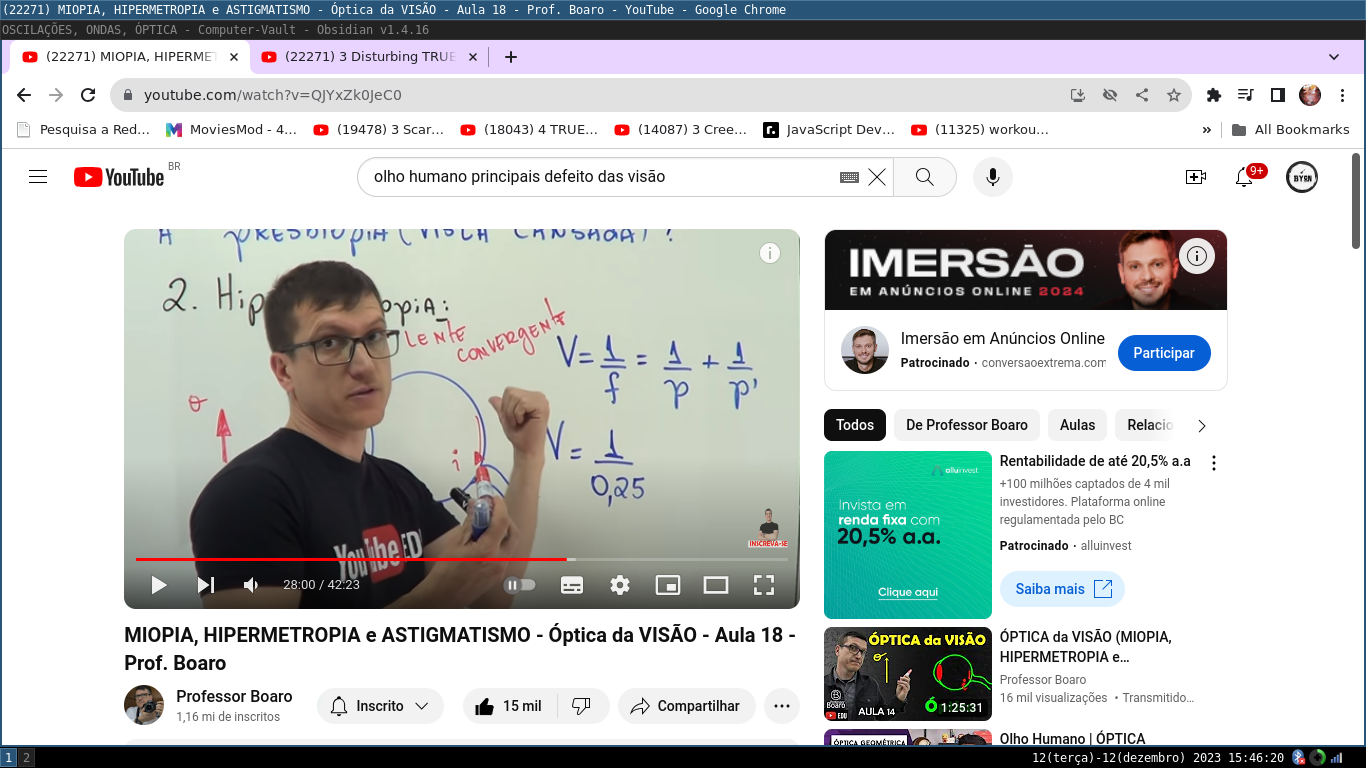 (22271) MIOPIA, HIPERMETROPIA e ASTIGMATISMO - Óptica da VISÃO - Aula 18 - Prof. Boaro - YouTube - Google Chrome
OSCILAÇÕES, ONDAS, ÓPTICA - Computer-Vault - Obsidian v1.4.16
(22271) MIOPIA, HIPERMET
(22271) 3 Disturbing TRUE
youtube.com/watch?v=QJYxZk0JeC0
Pesquisa a Red...
MoviesMod - 4...
(19478) 3 Scar...
(18043) 4 TRUE...
(14087) 3 Cree...
JavaScript Dev...
(11325) workou...
»
All Bookmarks
YouTube BR
olho humano principais defeito das visão
9+
A PRESBIOPIA (VISTA CANSADA) ?
2. Hip opiA:
LENTE CONVERGENTE
V = 1/f = 1/p + 1/p'
V = 1/0,25
o
i
YouTube EDU
INSCREVA-SE
28:00 / 42:23
IMERSÃO
EM ANÚNCIOS ONLINE 2024
Imersão em Anúncios Online
Patrocinado · conversaoextrema.com
Participar
Todos
De Professor Boaro
Aulas
Relacio
alluinvest
Invista em
renda fixa com
20,5% a.a.
Clique aqui
Rentabilidade de até 20,5% a.a
+100 milhões captados de 4 mil
investidores. Plataforma online
regulamentada pelo BC
Patrocinado · alluinvest
Saiba mais
MIOPIA, HIPERMETROPIA e ASTIGMATISMO - Óptica da VISÃO - Aula 18 -
Prof. Boaro
Professor Boaro
1,16 mi de inscritos
Inscrito
15 mil
Compartilhar
ÓPTICA da VISÃO
Boaro
EDU
AULA 14
1:25:31
ÓPTICA da VISÃO (MIOPIA,
HIPERMETROPIA e...
Professor Boaro
16 mil visualizações · Transmitido...
ÓPTICA GEOMÉTRICA
Olho Humano | ÓPTICA
1 2
12(terça)-12(dezembro) 2023 15:46:20